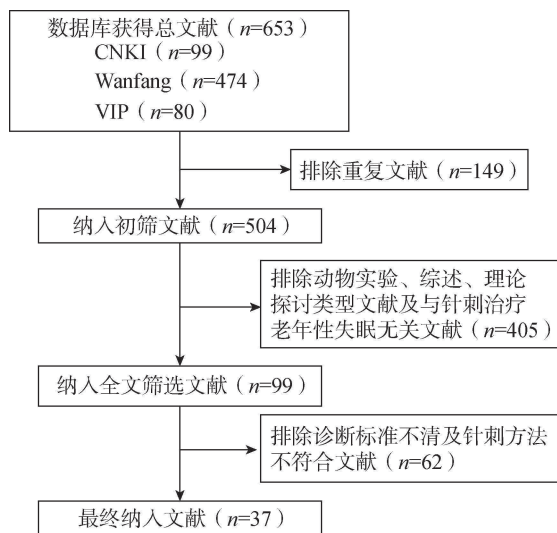 数据库获得总文献（n=653）
CNKI（n=99）
Wanfang（n=474）
VIP（n=80）
排除重复文献（n=149）
纳入初筛文献（n=504）
排除动物实验、综述、理论
探讨类型文献及与针刺治疗
老年性失眠无关文献（n=405）
纳入全文筛选文献（n=99）
排除诊断标准不清及针刺方法
不符合文献（n=62）
最终纳入文献（n=37）